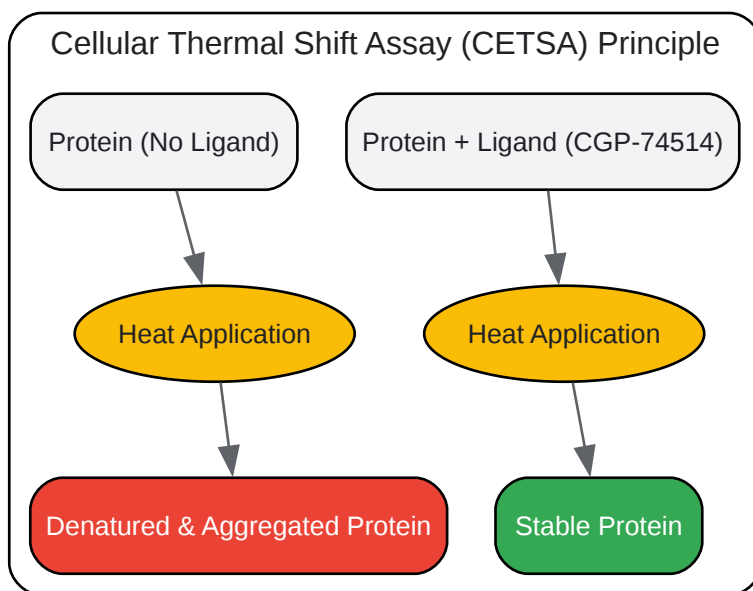 Cellular Thermal Shift Assay (CETSA) Principle
Protein (No Ligand)
Protein + Ligand (CGP-74514)
Heat Application
Heat Application
Denatured & Aggregated Protein
Stable Protein